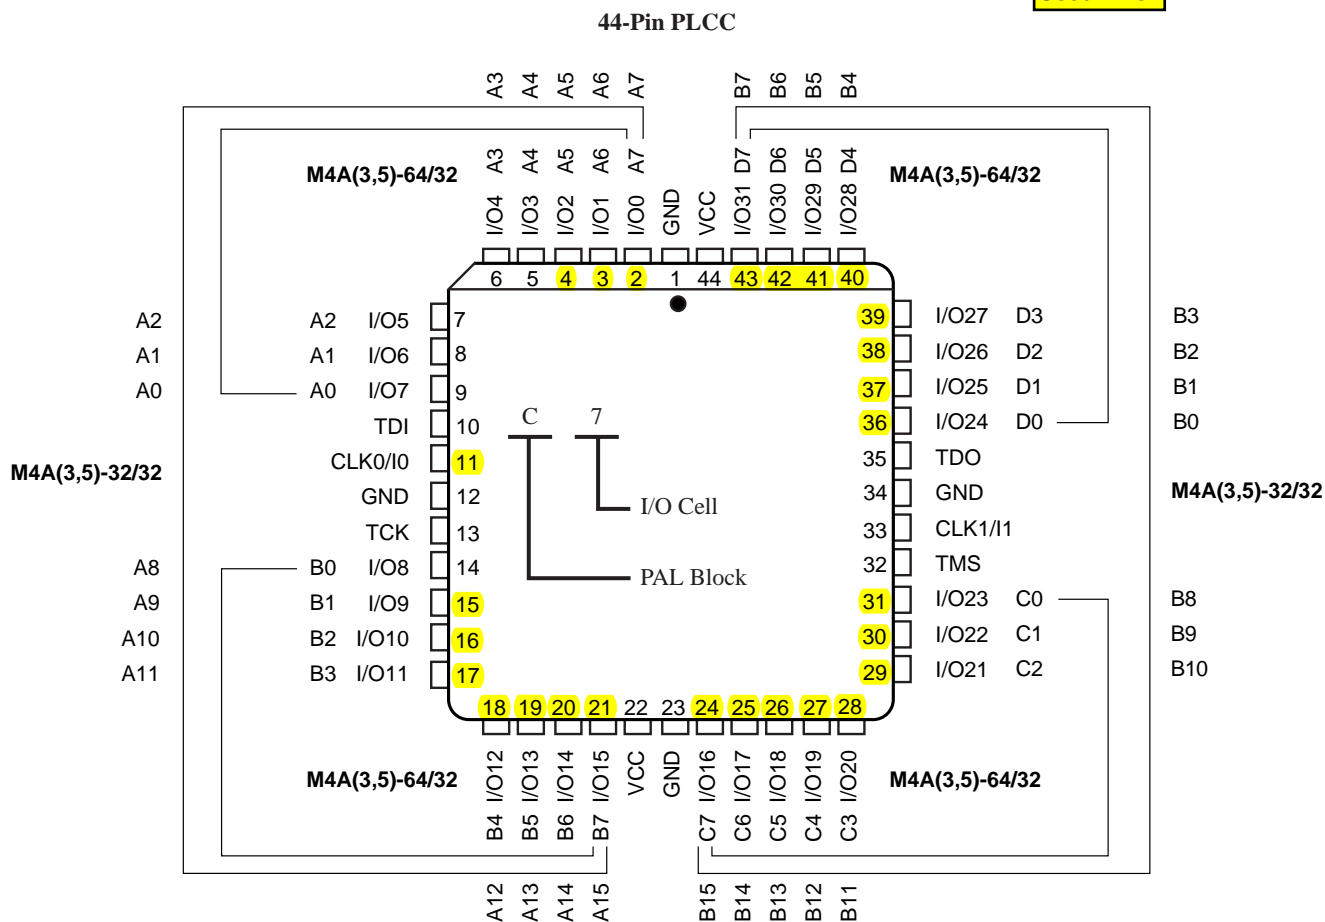 44-Pin PLCC
A3 A4 A5 A6 A7 B7 B6 B5 B4
M4A(3,5)-64/32 A3 A4 A5 A6 A7 D7 D6 D5 D4 M4A(3,5)-64/32
I/O4 I/O3 I/O2 I/O1 I/O0 GND VCC I/O31 I/O30 I/O29 I/O28
6 5 4 3 2 1 44 43 42 41 40
A2 A2 I/O5 7 39 I/O27 D3 B3
A1 A1 I/O6 8 38 I/O26 D2 B2
A0 A0 I/O7 9 37 I/O25 D1 B1
TDI 10 C 7 36 I/O24 D0 B0
CLK0/I0 11 35 TDO
M4A(3,5)-32/32 GND 12 34 GND M4A(3,5)-32/32
I/O Cell
TCK 13 33 CLK1/I1
A8 B0 I/O8 14 32 TMS
PAL Block
A9 B1 I/O9 15 31 I/O23 C0 B8
A10 B2 I/O10 16 30 I/O22 C1 B9
A11 B3 I/O11 17 29 I/O21 C2 B10
18 19 20 21 22 23 24 25 26 27 28
M4A(3,5)-64/32 I/O12 I/O13 I/O14 I/O15 VCC GND I/O16 I/O17 I/O18 I/O19 I/O20 M4A(3,5)-64/32
B4 B5 B6 B7 C7 C6 C5 C4 C3
A12 A13 A14 A15 B15 B14 B13 B12 B11